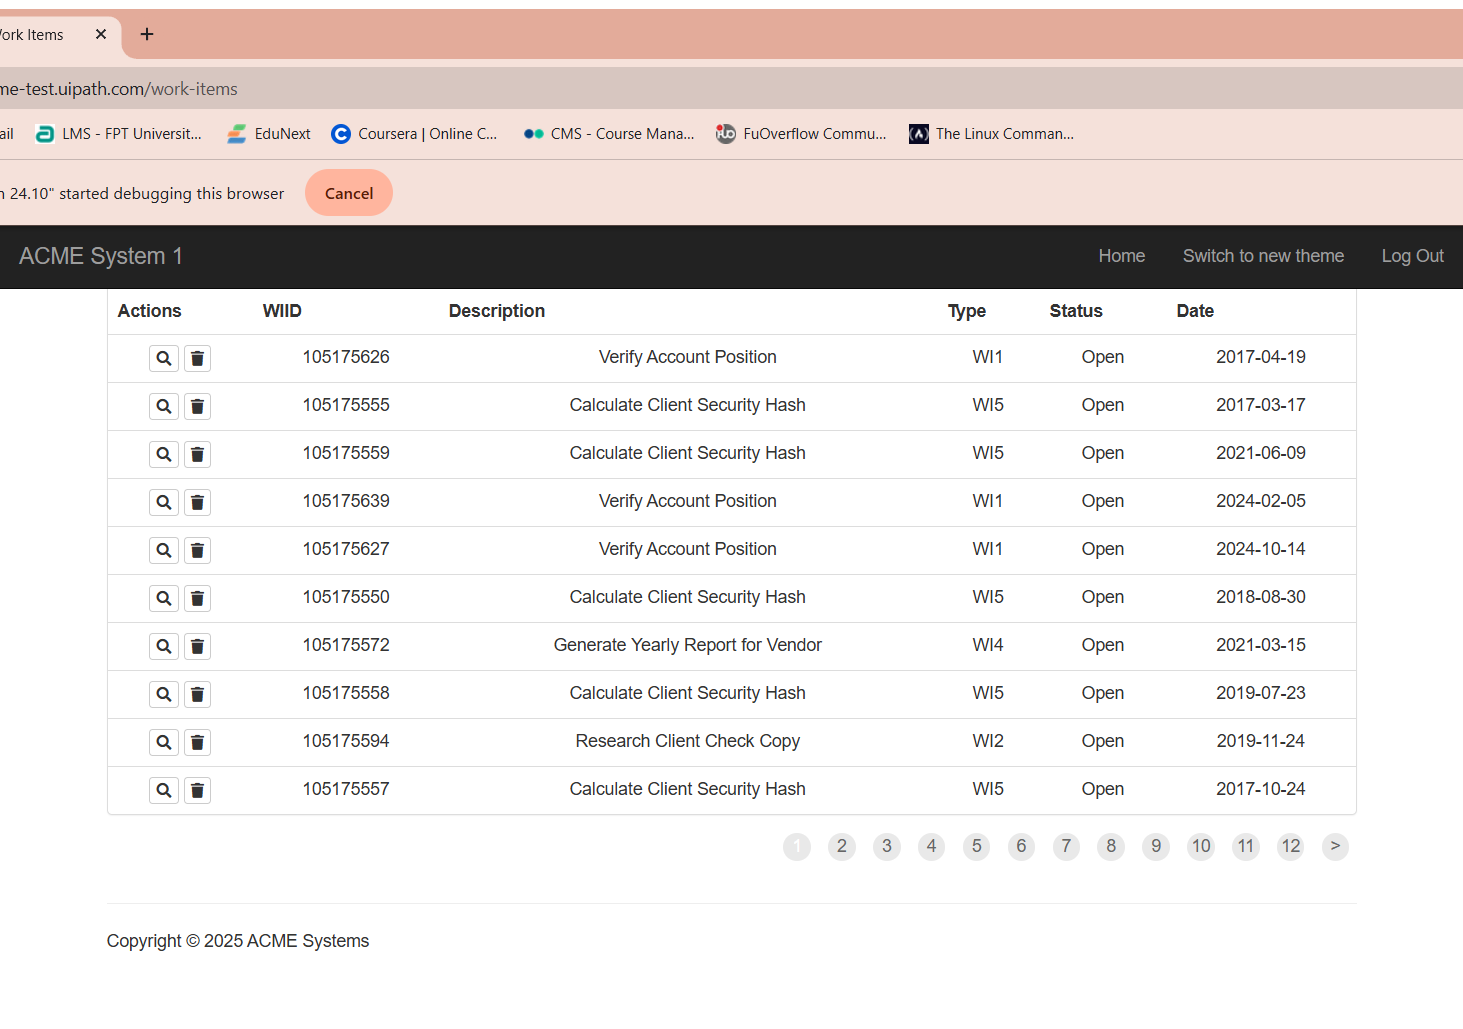 ork Items
me-test.uipath.com/work-items
ail LMS - FPT Universit... EduNext Coursera | Online C... CMS - Course Mana... FuOverflow Commu... The Linux Comman...
n 24.10" started debugging this browser Cancel
ACME System 1 Home Switch to new theme Log Out
Actions WIID Description Type Status Date
105175626 Verify Account Position WI1 Open 2017-04-19
105175555 Calculate Client Security Hash WI5 Open 2017-03-17
105175559 Calculate Client Security Hash WI5 Open 2021-06-09
105175639 Verify Account Position WI1 Open 2024-02-05
105175627 Verify Account Position WI1 Open 2024-10-14
105175550 Calculate Client Security Hash WI5 Open 2018-08-30
105175572 Generate Yearly Report for Vendor WI4 Open 2021-03-15
105175558 Calculate Client Security Hash WI5 Open 2019-07-23
105175594 Research Client Check Copy WI2 Open 2019-11-24
105175557 Calculate Client Security Hash WI5 Open 2017-10-24
1 2 3 4 5 6 7 8 9 10 11 12 >
Copyright © 2025 ACME Systems